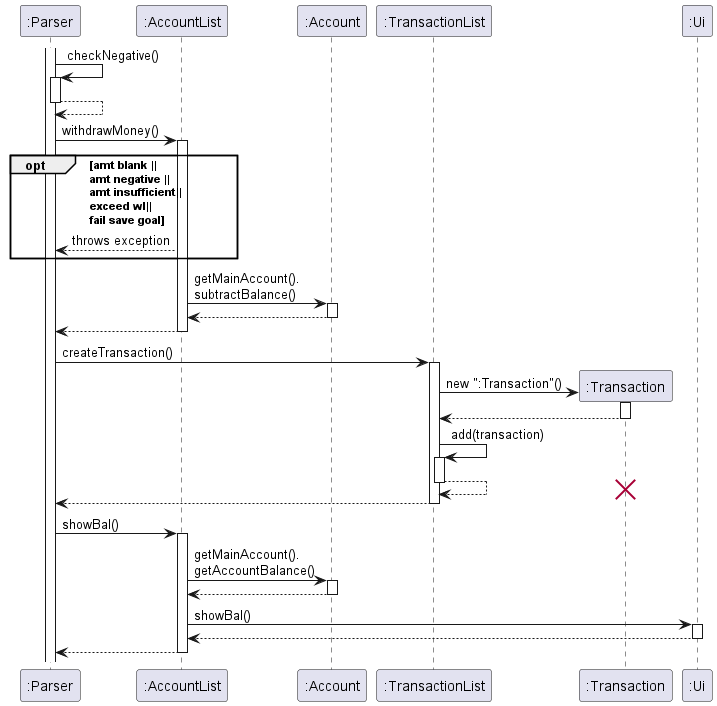 :Parser :AccountList :Account :TransactionList :Ui
checkNegative()
withdrawMoney()
opt [amt blank ||
amt negative ||
amt insufficient |
exceed wl||
fail save goal]
throws exception
getMainAccount().
subtractBalance()
createTransaction()
new ":Transaction"() :Transaction
add(transaction)
showBal()
getMainAccount().
getAccountBalance()
showBal()
:Parser :AccountList :Account :TransactionList :Transaction :Ui